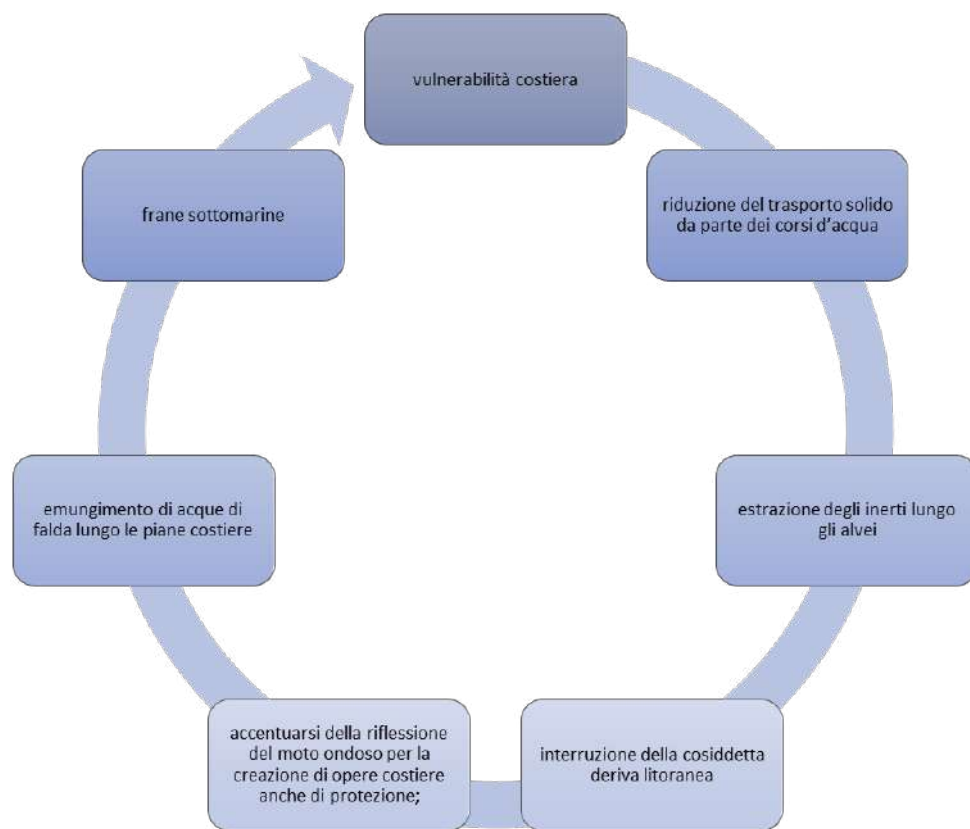 vulnerabilità costiera
riduzione del trasporto solido
da parte dei corsi d'acqua
estrazione degli inerti lungo
gli alvei
interruzione della cosiddetta
deriva litoranea
accentuarsi della riflessione
del moto ondoso per la
creazione di opere costiere
anche di protezione;
emungimento di acque di
falda lungo le piane costiere
frane sottomarine